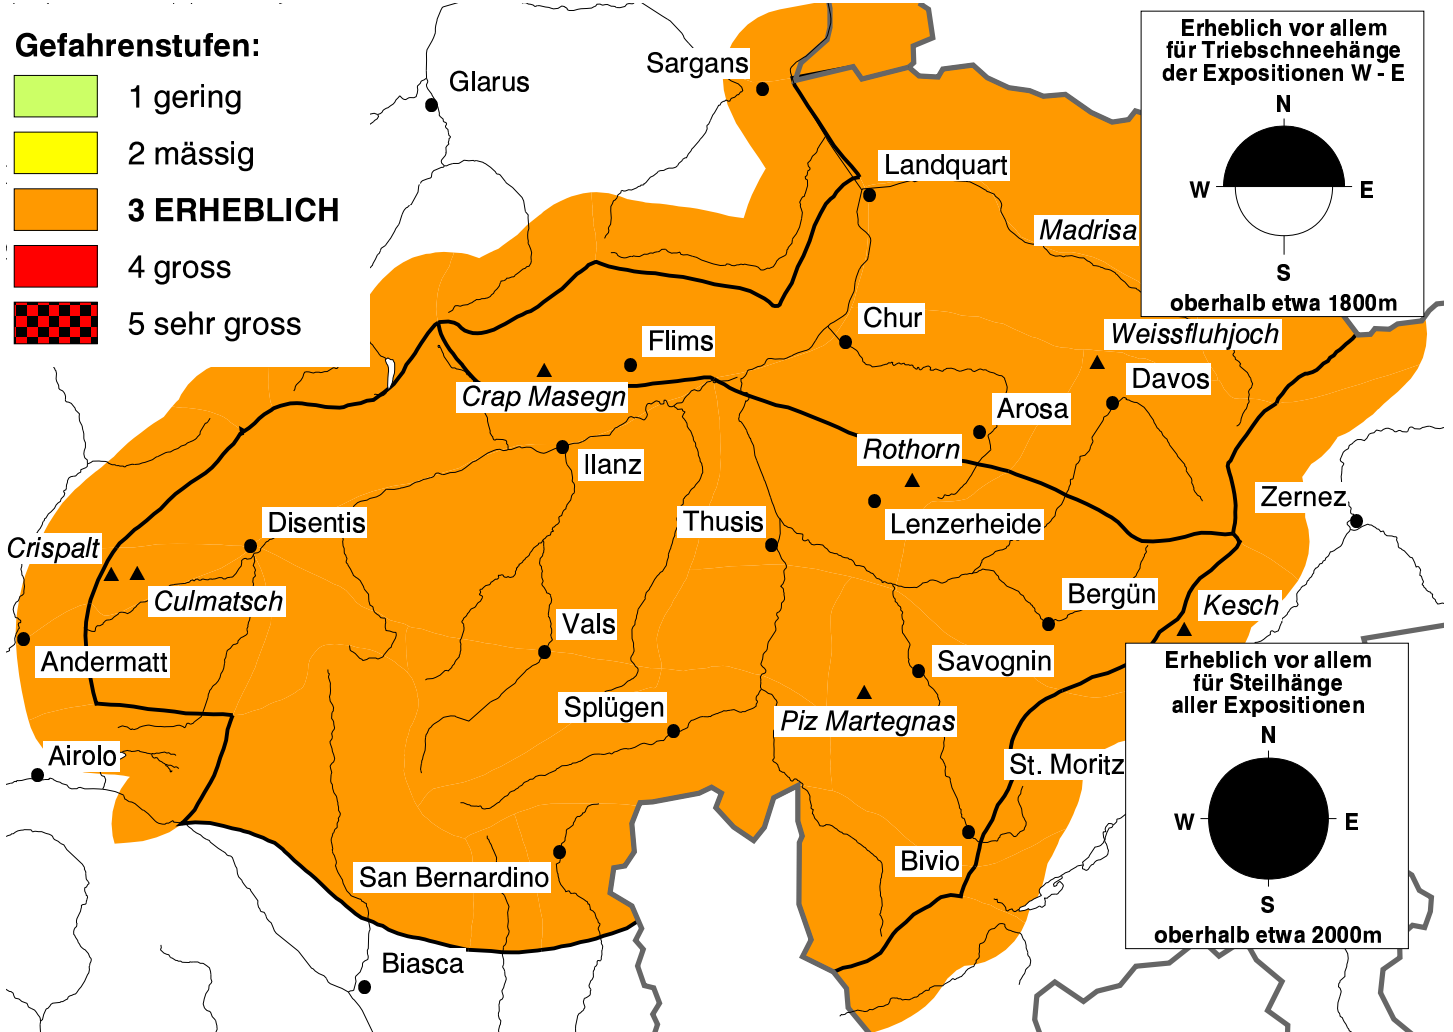 Gefahrenstufen:
1 gering
2 mässig
3 ERHEBLICH
4 gross
5 sehr gross
Erheblich vor allem
für Triebschneehänge
der Expositionen W - E
N
W
E
S
oberhalb etwa 1800m
Sargans
Glarus
Landquart
Madrisa
Chur
Weissfluhjoch
Flims
Davos
Crap Masegn
Arosa
Rothorn
Ilanz
Zernez
Disentis
Thusis
Lenzerheide
Crispalt
Culmatsch
Bergün
Kesch
Vals
Andermatt
Savognin
Splügen
Piz Martegnas
Airolo
St. Moritz
Bivio
San Bernardino
Biasca
Erheblich vor allem
für Steilhänge
aller Expositionen
N
W
E
S
oberhalb etwa 2000m